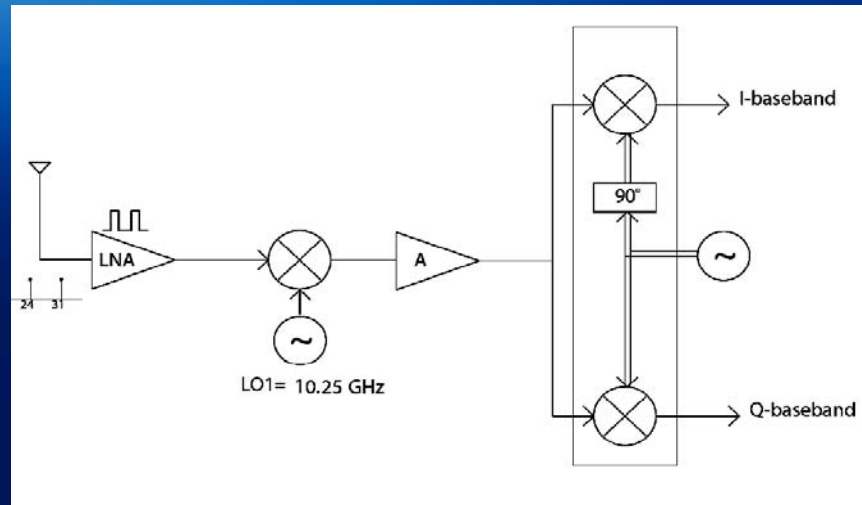 I-baseband
90°
LNA
A
~
24 31
~
LO1= 10.25 GHz
Q-baseband